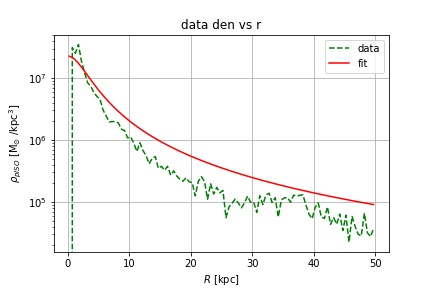 data den vs r
data
fit
10⁷
10⁶
10⁵
ρ_pISO [M_⊙ /kpc³]
0 10 20 30 40 50
R [kpc]